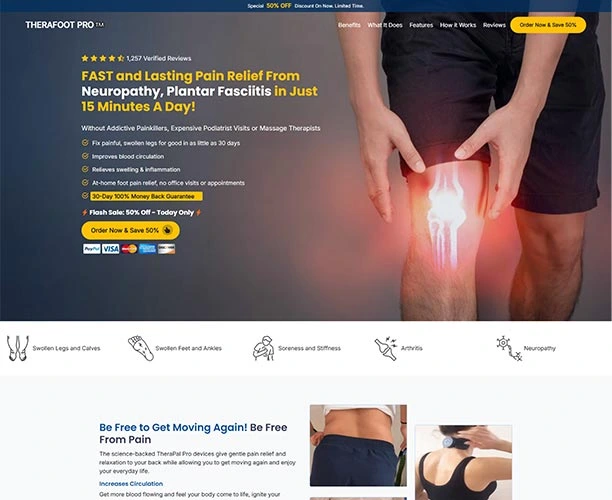 Special 50% OFF Discount On Now. Limited Time.
THERAFOOT PRO™
Benefits What It Does Features How it Works Reviews Order Now & Save 50%
1,257 Verified Reviews
FAST and Lasting Pain Relief From
Neuropathy, Plantar Fasciitis in Just
15 Minutes A Day!
Without Addictive Painkillers, Expensive Podiatrist Visits or Massage Therapists
Fix painful, swollen legs for good in as little as 30 days
Improves blood circulation
Relieves swelling & inflammation
At-home foot pain relief, no office visits or appointments
30-Day 100% Money Back Guarantee
Flash Sale: 50% Off - Today Only
Order Now & Save 50%
PayPal VISA
Swollen Legs and Calves
Swollen Feet and Ankles
Soreness and Stiffness
Arthritis
Neuropathy
Be Free to Get Moving Again! Be Free
From Pain
The science-backed TheraPal Pro devices give gentle pain relief and
relaxation to your back while allowing you to get moving again and enjoy
your everyday life.
Increases Circulation
Get more blood flowing and feel your body come to life, ignite your